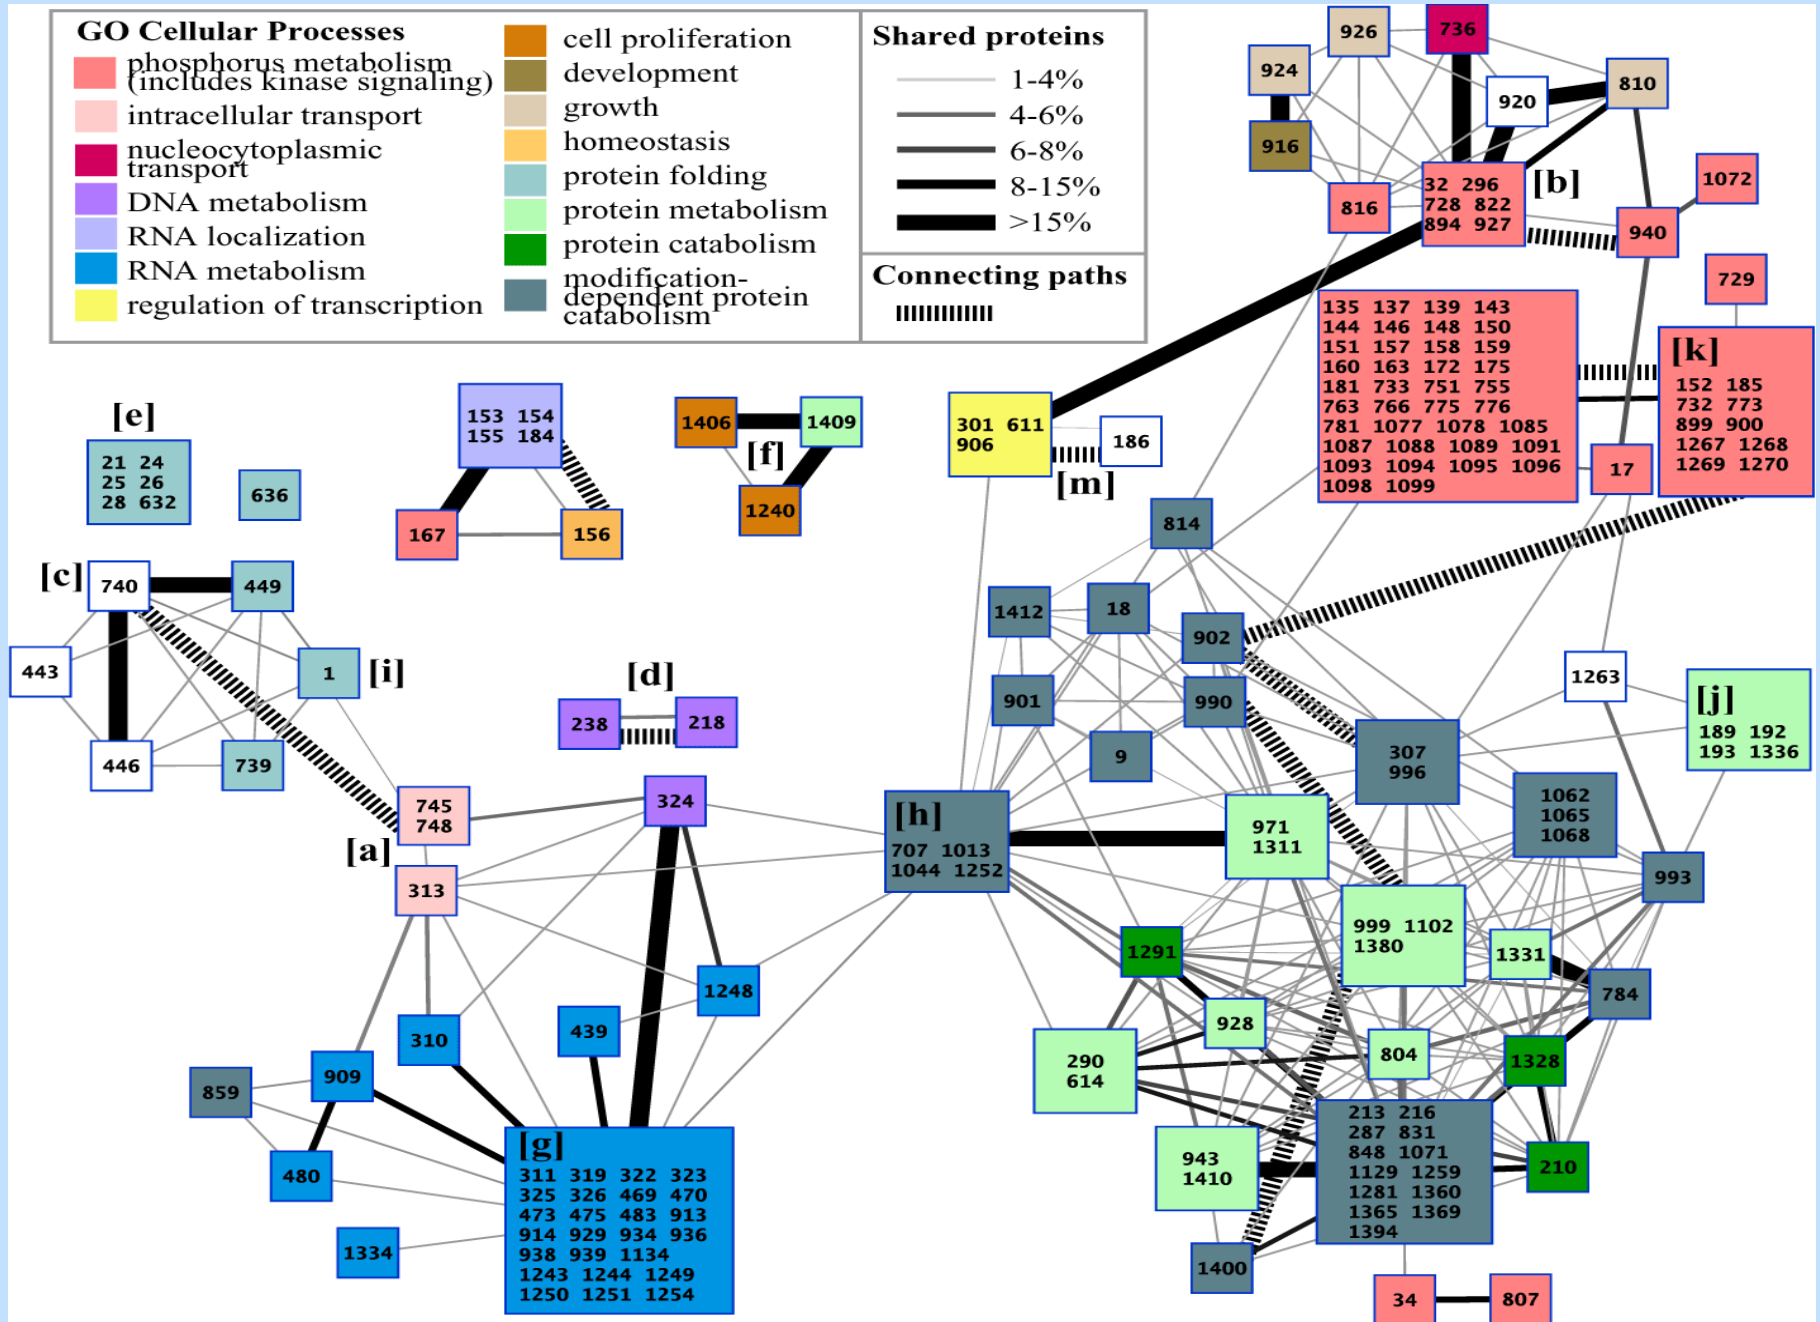 GO Cellular Processes
phosphorus metabolism
(includes kinase signaling)
intracellular transport
nucleocytoplasmic
transport
DNA metabolism
RNA localization
RNA metabolism
regulation of transcription
cell proliferation
development
growth
homeostasis
protein folding
protein metabolism
protein catabolism
modification-
dependent protein
catabolism
Shared proteins
1-4%
4-6%
6-8%
8-15%
>15%
Connecting paths
926
736
924
920
810
916
32 296
728 822
894 927
[b]
816
1072
940
729
135 137 139 143
144 146 148 150
151 157 158 159
160 163 172 175
181 733 751 755
763 766 775 776
781 1077 1078 1085
1087 1088 1089 1091
1093 1094 1095 1096
1098 1099
[k]
152 185
732 773
899 900
1267 1268
1269 1270
17
[e]
21 24
25 26
28 632
636
153 154
155 184
167
156
1406
1409
[f]
1240
301 611
906
186
[m]
814
[c]
740
449
443
1
[i]
446
739
[d]
238
218
1412
18
902
901
990
9
1263
[j]
189 192
193 1336
307
996
1062
1065
1068
745
748
[a]
313
324
[h]
707 1013
1044 1252
971
1311
993
999 1102
1380
1331
784
1291
928
804
1328
290
614
1248
439
310
909
859
480
1334
[g]
311 319 322 323
325 326 469 470
473 475 483 913
914 929 934 936
938 939 1134
1243 1244 1249
1250 1251 1254
943
1410
213 216
287 831
848 1071
1129 1259
1281 1360
1365 1369
1394
210
1400
34
807